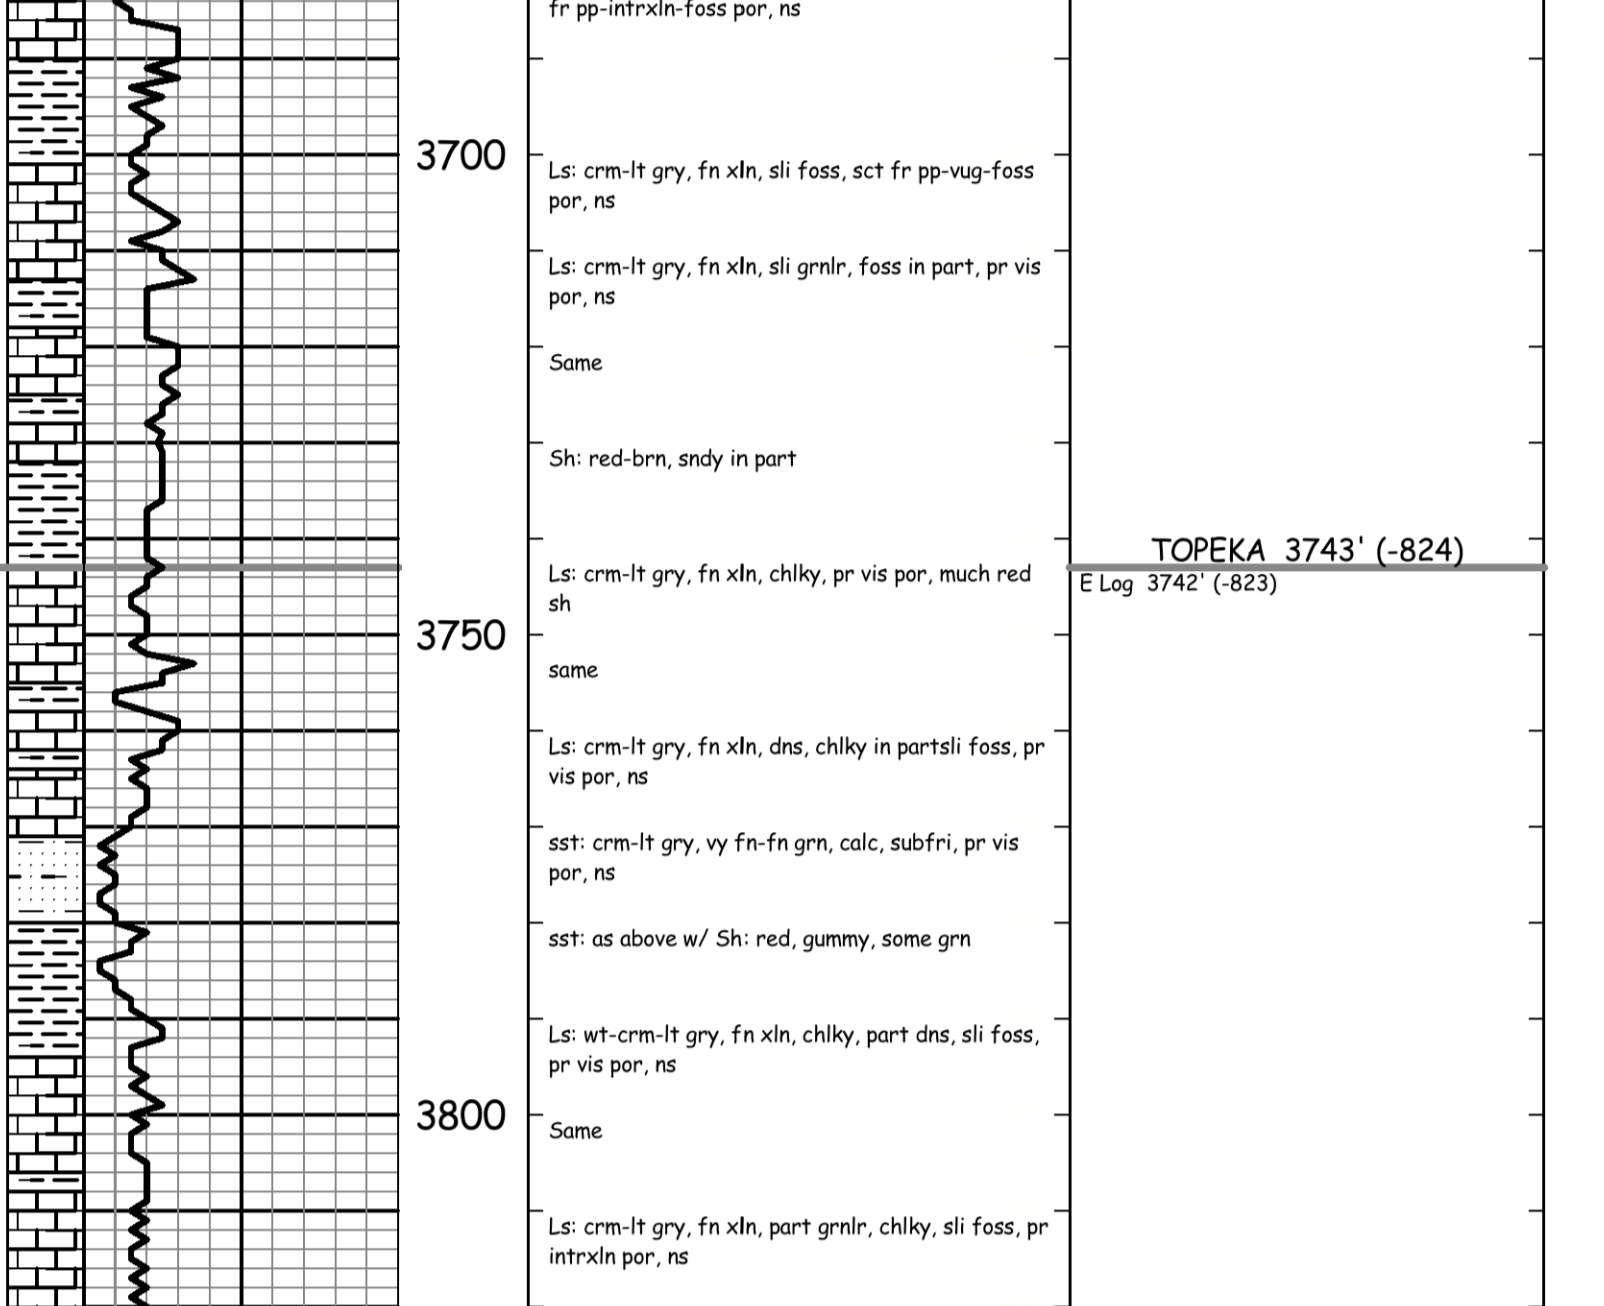 fr pp-intrxln-foss por, ns
3700
Ls: crm-lt gry, fn xln, sli foss, sct fr pp-vug-foss
por, ns
Ls: crm-lt gry, fn xln, sli grnlr, foss in part, pr vis
por, ns
Same
Sh: red-brn, sndy in part
TOPEKA 3743' (-824)
Ls: crm-lt gry, fn xln, chlky, pr vis por, much red
sh
E Log 3742' (-823)
3750
same
Ls: crm-lt gry, fn xln, dns, chlky in partsli foss, pr
vis por, ns
sst: crm-lt gry, vy fn-fn grn, calc, subfri, pr vis
por, ns
sst: as above w/ Sh: red, gummy, some grn
Ls: wt-crm-lt gry, fn xln, chlky, part dns, sli foss,
pr vis por, ns
3800
Same
Ls: crm-lt gry, fn xln, part grnlr, chlky, sli foss, pr
intrxln por, ns